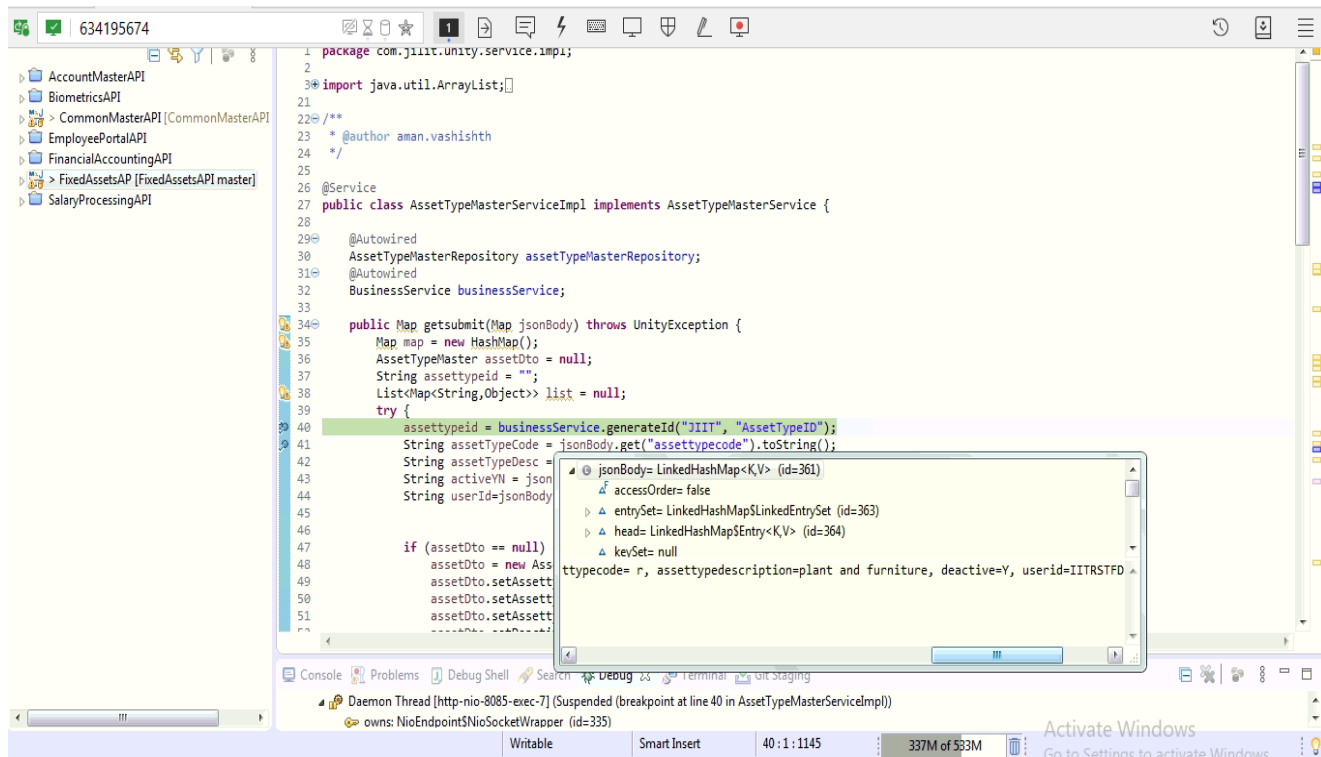 634195674
1
AccountMasterAPI
BiometricsAPI
> CommonMasterAPI [CommonMasterAPI
EmployeePortalAPI
FinancialAccountingAPI
> FixedAssetsAP [FixedAssetsAPI master]
SalaryProcessingAPI
1 package com.jilit.unity.service.impl;
2
3 import java.util.ArrayList;
21
22 /**
23 * @author aman.vashishth
24 */
25
26 @Service
27 public class AssetTypeMasterServiceImpl implements AssetTypeMasterService {
28
29 @Autowired
30 AssetTypeMasterRepository assetTypeMasterRepository;
31 @Autowired
32 BusinessService businessService;
33
34 public Map getsubmit(Map jsonBody) throws UnityException {
35 Map map = new HashMap();
36 AssetTypeMaster assetDto = null;
37 String assettypeid = "";
38 List<Map<String,Object>> list = null;
39 try {
40 assettypeid = businessService.generateId("JIIT", "AssetTypeID");
41 String assetTypeCode = jsonBody.get("assettypecode").toString();
42 String assetTypeDesc =
43 String activeYN = json
44 String userId=jsonBody
45
46
47 if (assetDto == null)
48 assetDto = new Ass
49 assetDto.setAssett
50 assetDto.setAssett
51 assetDto.setAssett
jsonBody= LinkedHashMap<K,V> (id=361)
accessOrder= false
entrySet= LinkedHashMap$LinkedEntrySet (id=363)
head= LinkedHashMap$Entry<K,V> (id=364)
keySet= null
ttypecode= r, assettypedescription=plant and furniture, deactive=Y, userid=IITRSTFD
Console Problems Debug Shell Search Debug Terminal Git Staging
Daemon Thread [http-nio-8085-exec-7] (Suspended (breakpoint at line 40 in AssetTypeMasterServiceImpl))
owns: NioEndpoint$NioSocketWrapper (id=335)
Writable Smart Insert 40 : 1 : 1145 337M of 533M
Activate Windows
Go to Settings to activate Windows